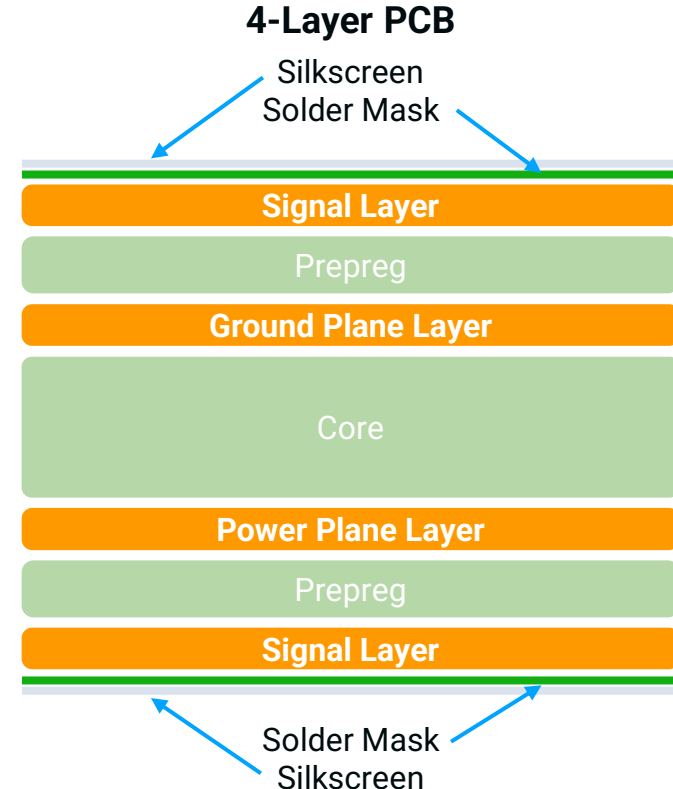 4-Layer PCB
Silkscreen
Solder Mask
Signal Layer
Prepreg
Ground Plane Layer
Core
Power Plane Layer
Prepreg
Signal Layer
Solder Mask
Silkscreen